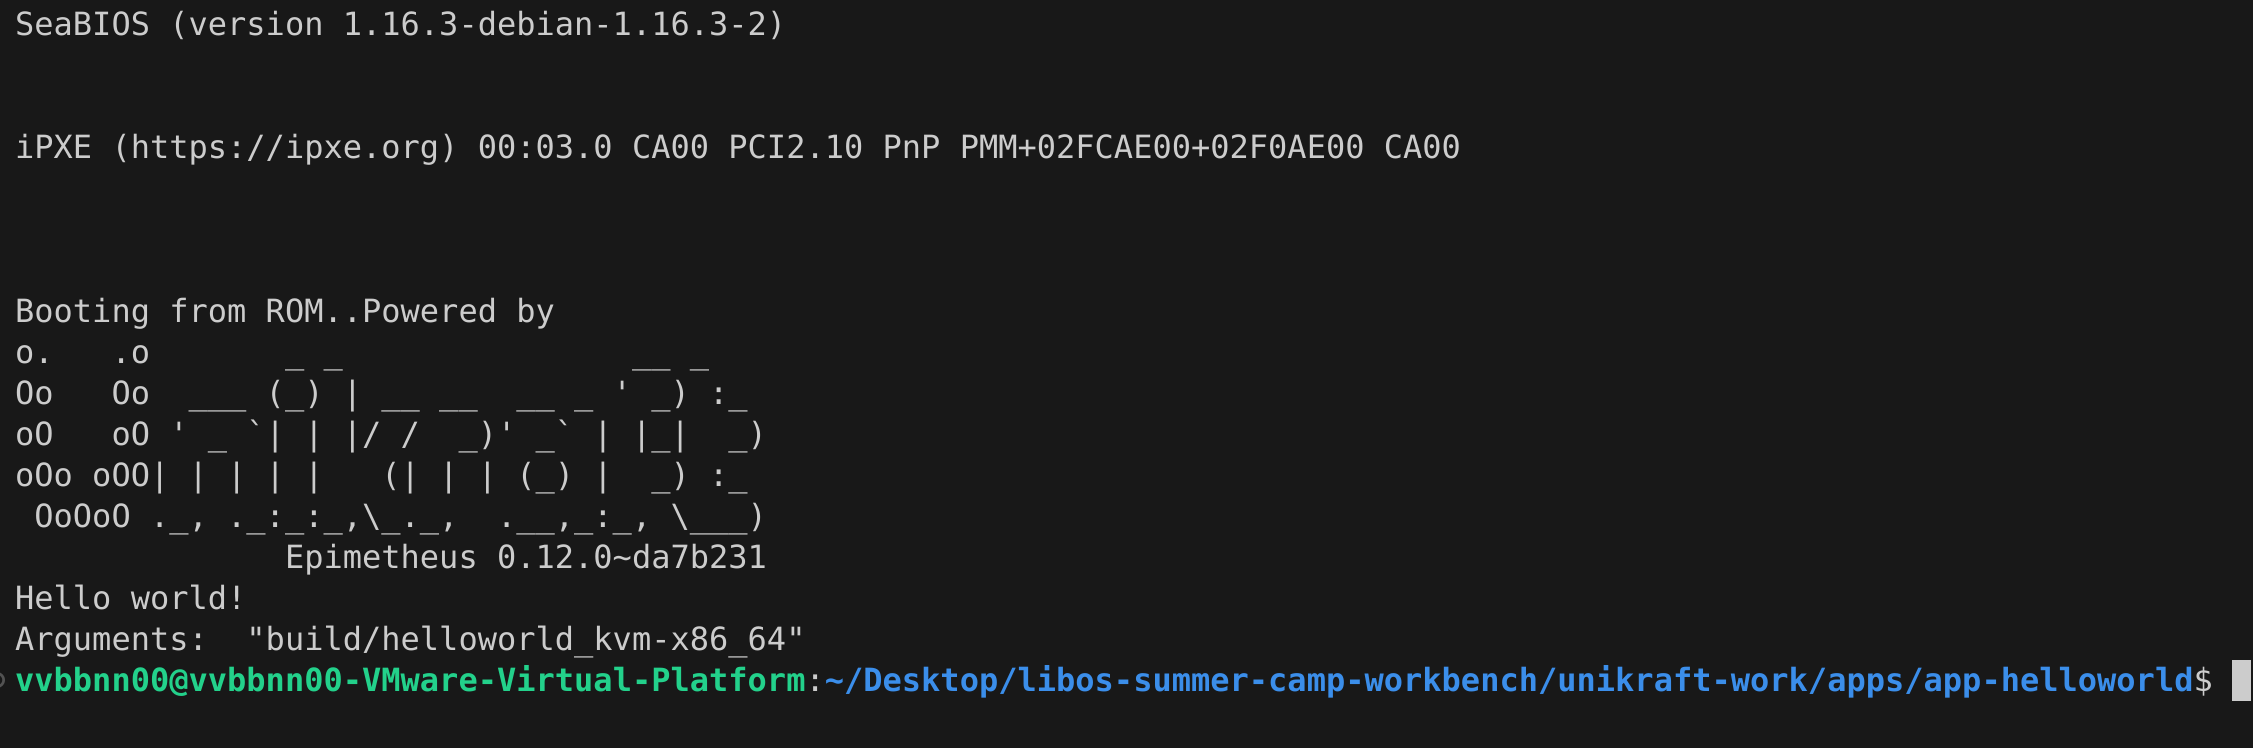 SeaBIOS (version 1.16.3-debian-1.16.3-2)
iPXE (https://ipxe.org) 00:03.0 CA00 PCI2.10 PnP PMM+02FCAE00+02F0AE00 CA00
Booting from ROM..Powered by
o.   .o       _ _               __ _
Oo   Oo  ___ (_) | __ __  __ _ ' _) :_
oO   oO ' _ `| | |/ /  _)' _` | |_|  _)
oOo oOO| | | | |   (| | | (_) |  _) :_
 OoOoO ._, ._:_:_,\_._,  .__,_:_, \___)
              Epimetheus 0.12.0~da7b231
Hello world!
Arguments:  "build/helloworld_kvm-x86_64"
vvbbnn00@vvbbnn00-VMware-Virtual-Platform:~/Desktop/libos-summer-camp-workbench/unikraft-work/apps/app-helloworld$